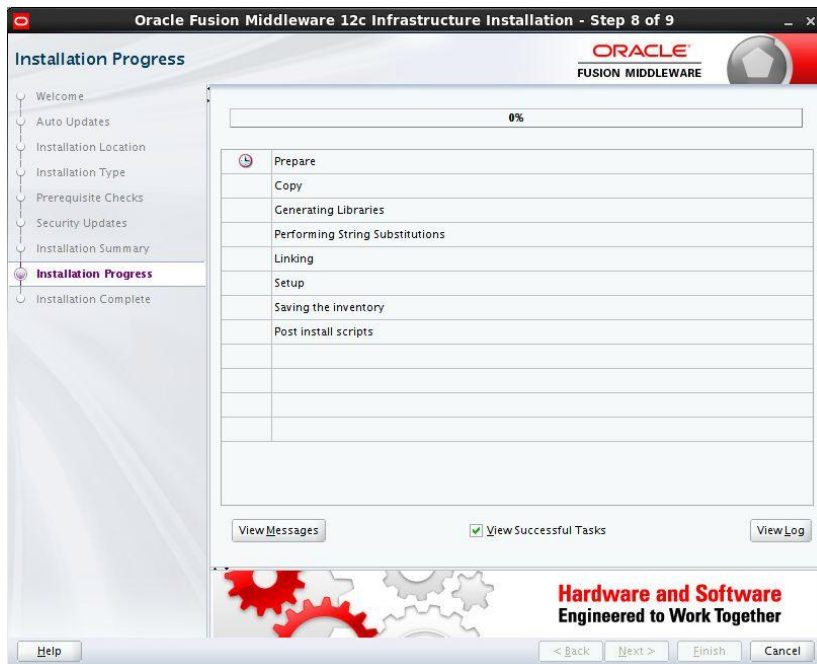 Oracle Fusion Middleware 12c Infrastructure Installation - Step 8 of 9
Installation Progress
ORACLE
FUSION MIDDLEWARE
Welcome
Auto Updates
Installation Location
Installation Type
Prerequisite Checks
Security Updates
Installation Summary
Installation Progress
Installation Complete
0%
Prepare
Copy
Generating Libraries
Performing String Substitutions
Linking
Setup
Saving the inventory
Post install scripts
View Messages
View Successful Tasks
View Log
Hardware and Software
Engineered to Work Together
Help
< Back
Next >
Finish
Cancel